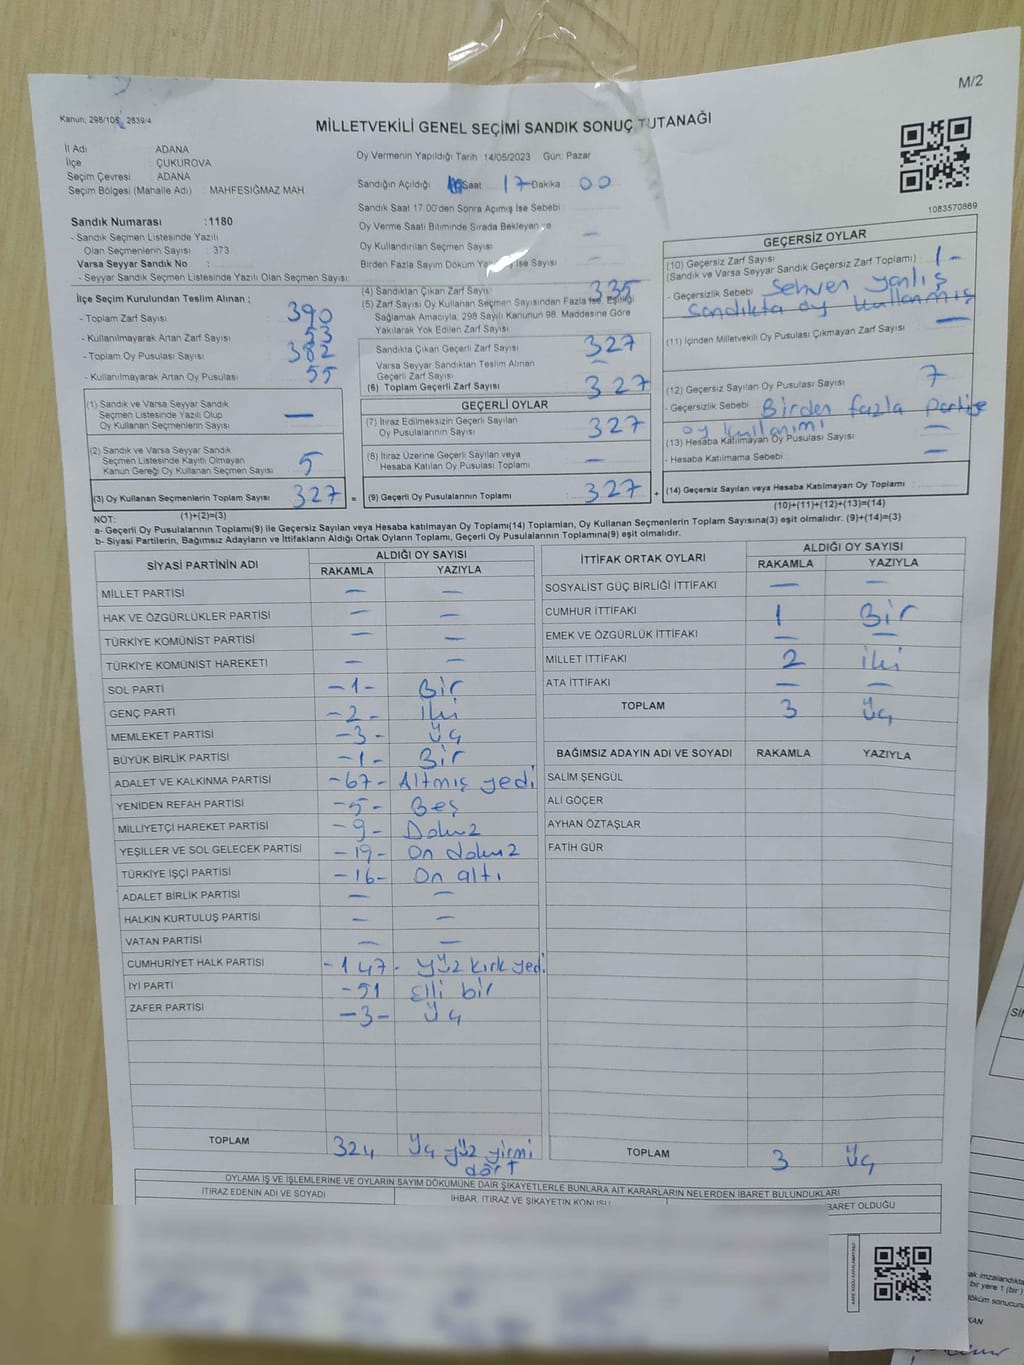 M/2
Kanun; 298/105, 2839/4
MİLLETVEKİLİ GENEL SEÇİMİ SANDIK SONUÇ TUTANAĞI
İl Adı ADANA
İlçe : ÇUKUROVA
Seçim Çevresi : ADANA
Seçim Bölgesi (Mahalle Adı) : MAHFESIĞMAZ MAH
Sandık Numarası :1180
- Sandık Seçmen Listesinde Yazılı
Olan Seçmenlerin Sayısı : 373
Varsa Seyyar Sandık No :
- Seyyar Sandık Seçmen Listesinde Yazılı Olan Seçmen Sayısı:
Oy Vermenin Yapıldığı Tarih 14/05/2023 Gün: Pazar
Sandığın Açıldığı Saat 17 Dakika 00
Sandık Saat 17:00'den Sonra Açılmış İse Sebebi
Oy Verme Saati Bitiminde Sırada Bekleyen ve
Oy Kullandırılan Seçmen Sayısı —
Birden Fazla Sayım Döküm İse Sayısı —
1083570869
İlçe Seçim Kurulundan Teslim Alınan ;
- Toplam Zarf Sayısı 390
- Kullanılmayarak Artan Zarf Sayısı 53
- Toplam Oy Pusulası Sayısı 382
- Kullanılmayarak Artan Oy Pusulası 55
(1) Sandık ve Varsa Seyyar Sandık
Seçmen Listesinde Yazılı Olup
Oy Kullanan Seçmenlerin Sayısı —
(2) Sandık ve Varsa Seyyar Sandık
Seçmen Listesinde Kayıtlı Olmayan
Kanun Gereği Oy Kullanan Seçmen Sayısı 5
(3) Oy Kullanan Seçmenlerin Toplam Sayısı 327
(1)+(2)=(3)
(4) Sandıktan Çıkan Zarf Sayısı 335
(5) Zarf Sayısı Oy Kullanan Seçmen Sayısından Fazla İse, Eşitliği
Sağlamak Amacıyla; 298 Sayılı Kanunun 98. Maddesine Göre
Yakılarak Yok Edilen Zarf Sayısı
Sandıkta Çıkan Geçerli Zarf Sayısı 327
Varsa Seyyar Sandıktan Teslim Alınan
Geçerli Zarf Sayısı —
(6) Toplam Geçerli Zarf Sayısı 327
GEÇERLİ OYLAR
(7) İtiraz Edilmeksizin Geçerli Sayılan
Oy Pusulalarının Sayısı 327
(8) İtiraz Üzerine Geçerli Sayılan veya
Hesaba Katılan Oy Pusulası Toplamı —
= (9) Geçerli Oy Pusulalarının Toplamı 327 +
GEÇERSİZ OYLAR
(10) Geçersiz Zarf Sayısı
(Sandık ve Varsa Seyyar Sandık Geçersiz Zarf Toplamı) 1-
- Geçersizlik Sebebi Sehven yanlış
sandıkta oy kullanmış
(11) İçinden Milletvekili Oy Pusulası Çıkmayan Zarf Sayısı —
(12) Geçersiz Sayılan Oy Pusulası Sayısı 7
- Geçersizlik Sebebi Birden fazla partiye
oy kullanımı
(13) Hesaba Katılmayan Oy Pusulası Sayısı —
- Hesaba Katılmama Sebebi —
(14) Geçersiz Sayılan veya Hesaba Katılmayan Oy Toplamı :
(10)+(11)+(12)+(13)=(14)
NOT:
a- Geçerli Oy Pusulalarının Toplamı(9) ile Geçersiz Sayılan veya Hesaba katılmayan Oy Toplamı(14) Toplamları, Oy Kullanan Seçmenlerin Toplam Sayısına(3) eşit olmalıdır. (9)+(14)=(3)
b- Siyasi Partilerin, Bağımsız Adayların ve İttifakların Aldığı Ortak Oyların Toplamı, Geçerli Oy Pusulalarının Toplamına(9) eşit olmalıdır.
SİYASİ PARTİNİN ADI ALDIĞI OY SAYISI
RAKAMLA YAZIYLA
MİLLET PARTİSİ — —
HAK VE ÖZGÜRLÜKLER PARTİSİ — —
TÜRKİYE KOMÜNİST PARTİSİ — —
TÜRKİYE KOMÜNİST HAREKETİ — —
SOL PARTİ -1- Bir
GENÇ PARTİ -2- İki
MEMLEKET PARTİSİ -3- Üç
BÜYÜK BİRLİK PARTİSİ -1- Bir
ADALET VE KALKINMA PARTİSİ -67- Altmış yedi
YENİDEN REFAH PARTİSİ -5- Beş
MİLLİYETÇİ HAREKET PARTİSİ -9- Dokuz
YEŞİLLER VE SOL GELECEK PARTİSİ -19- On dokuz
TÜRKİYE İŞÇİ PARTİSİ -16- On altı
ADALET BİRLİK PARTİSİ — —
HALKIN KURTULUŞ PARTİSİ — —
VATAN PARTİSİ — —
CUMHURİYET HALK PARTİSİ -147- yüz kırk yedi
İYİ PARTİ -51 Elli bir
ZAFER PARTİSİ -3- Üç
TOPLAM 324 Üç yüz yirmi
dört
İTTİFAK ORTAK OYLARI ALDIĞI OY SAYISI
RAKAMLA YAZIYLA
SOSYALİST GÜÇ BİRLİĞİ İTTİFAKI — —
CUMHUR İTTİFAKI 1 Bir
EMEK VE ÖZGÜRLÜK İTTİFAKI — —
MİLLET İTTİFAKI 2 İki
ATA İTTİFAKI — —
TOPLAM 3 Üç
BAĞIMSIZ ADAYIN ADI VE SOYADI RAKAMLA YAZIYLA
SALİM ŞENGÜL
ALİ GÖÇER
AYHAN ÖZTAŞLAR
FATİH GÜR
TOPLAM 3 Üç
OYLAMA İŞ VE İŞLEMLERİNE VE OYLARIN SAYIM DÖKÜMÜNE DAİR ŞİKAYETLERLE BUNLARA AİT KARARLARIN NELERDEN İBARET BULUNDUKLARI
İTİRAZ EDENİN ADI VE SOYADI
İHBAR, İTİRAZ VE ŞİKAYETİN KONUSU
BARET OLDUĞU